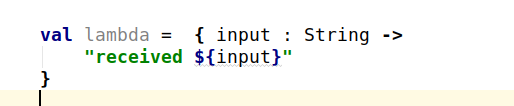 val lambda =  { input : String ->
    "received ${input}"
}